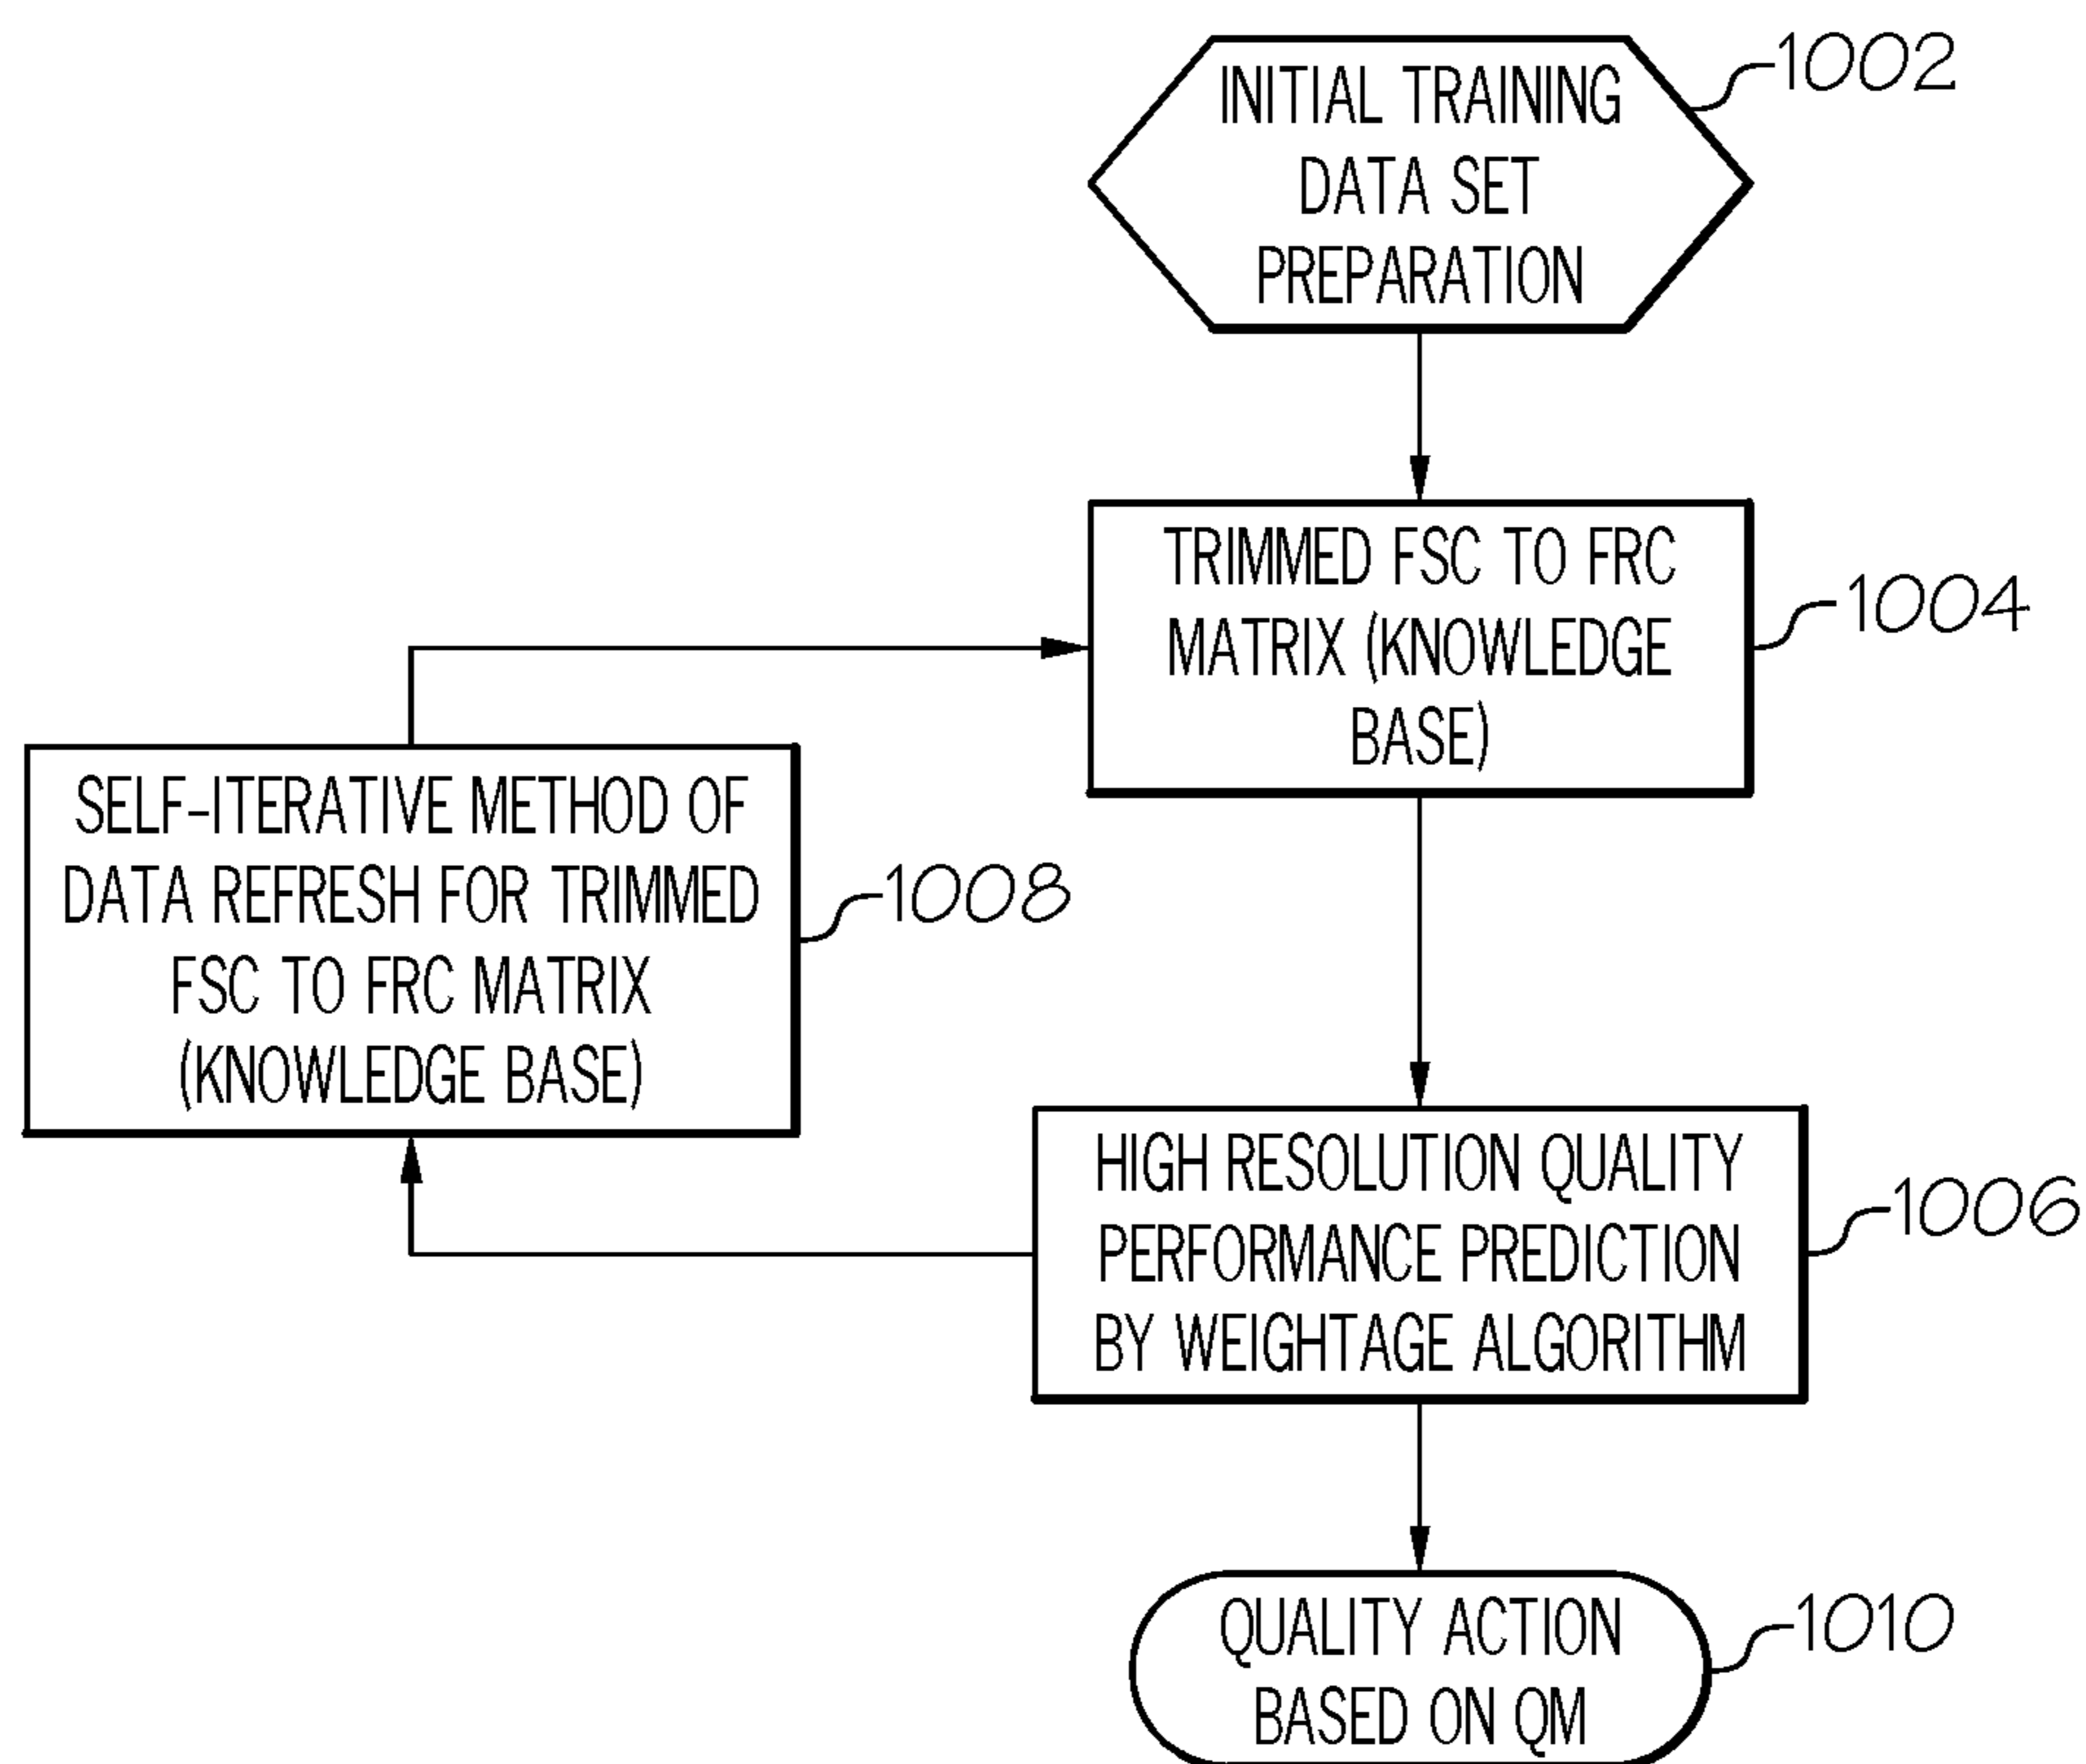 INITIAL TRAINING
DATA SET
PREPARATION
1002
TRIMMED FSC TO FRC
MATRIX (KNOWLEDGE
BASE)
1004
SELF-ITERATIVE METHOD OF
DATA REFRESH FOR TRIMMED
FSC TO FRC MATRIX
(KNOWLEDGE BASE)
1008
HIGH RESOLUTION QUALITY
PERFORMANCE PREDICTION
BY WEIGHTAGE ALGORITHM
1006
QUALITY ACTION
BASED ON QM
1010